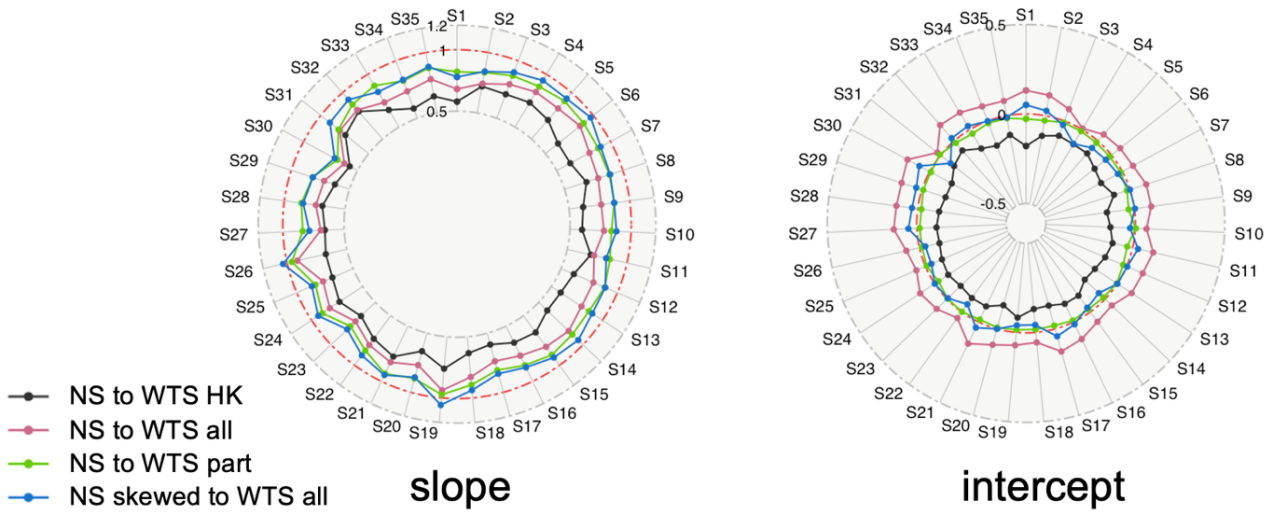 S1
S2
S3
S4
S5
S6
S7
S8
S9
S10
S11
S12
S13
S14
S15
S16
S17
S18
S19
S20
S21
S22
S23
S24
S25
S26
S27
S28
S29
S30
S31
S32
S33
S34
S35
1.2
1
0.5
S1
S2
S3
S4
S5
S6
S7
S8
S9
S10
S11
S12
S13
S14
S15
S16
S17
S18
S19
S20
S21
S22
S23
S24
S25
S26
S27
S28
S29
S30
S31
S32
S33
S34
S35
0.5
0
-0.5
NS to WTS HK
NS to WTS all
NS to WTS part
NS skewed to WTS all
slope
intercept